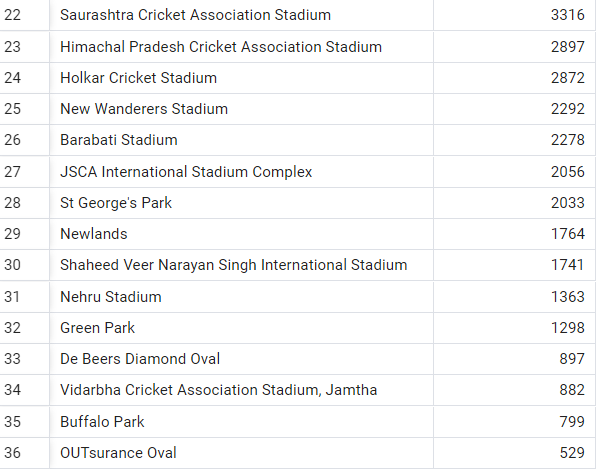 22 Saurashtra Cricket Association Stadium 3316
23 Himachal Pradesh Cricket Association Stadium 2897
24 Holkar Cricket Stadium 2872
25 New Wanderers Stadium 2292
26 Barabati Stadium 2278
27 JSCA International Stadium Complex 2056
28 St George's Park 2033
29 Newlands 1764
30 Shaheed Veer Narayan Singh International Stadium 1741
31 Nehru Stadium 1363
32 Green Park 1298
33 De Beers Diamond Oval 897
34 Vidarbha Cricket Association Stadium, Jamtha 882
35 Buffalo Park 799
36 OUTsurance Oval 529